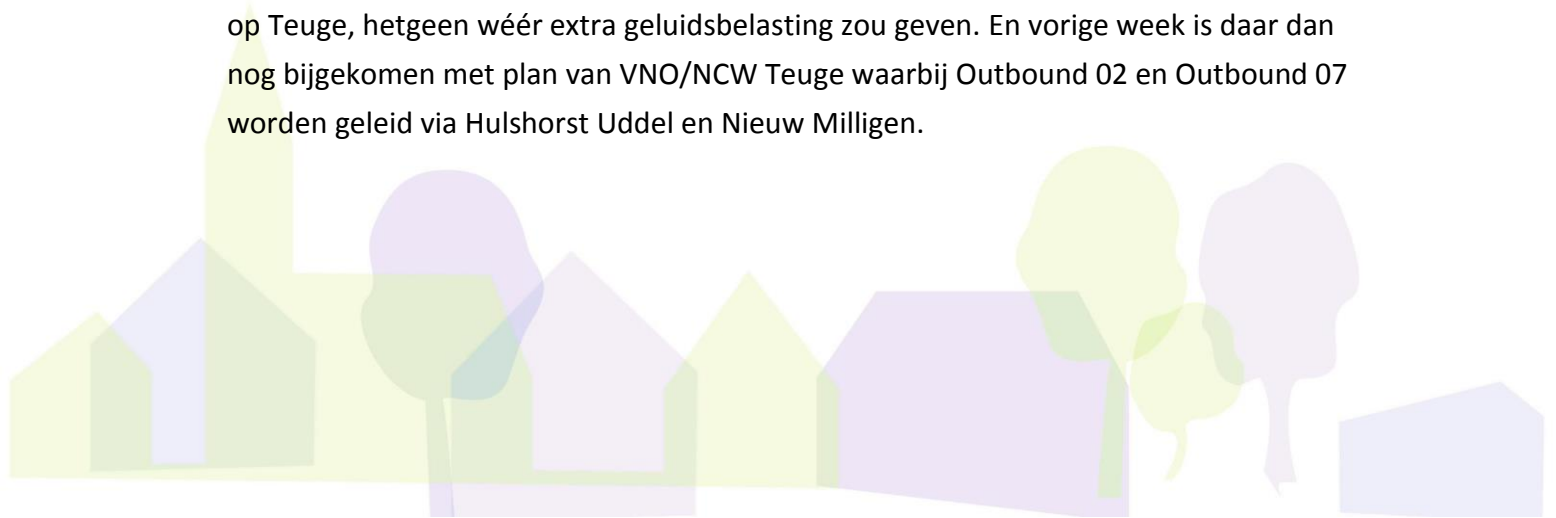 op Teuge, hetgeen wéér extra geluidsbelasting zou geven. En vorige week is daar dan
nog bijgekomen met plan van VNO/NCW Teuge waarbij Outbound 02 en Outbound 07
worden geleid via Hulshorst Uddel en Nieuw Milligen.